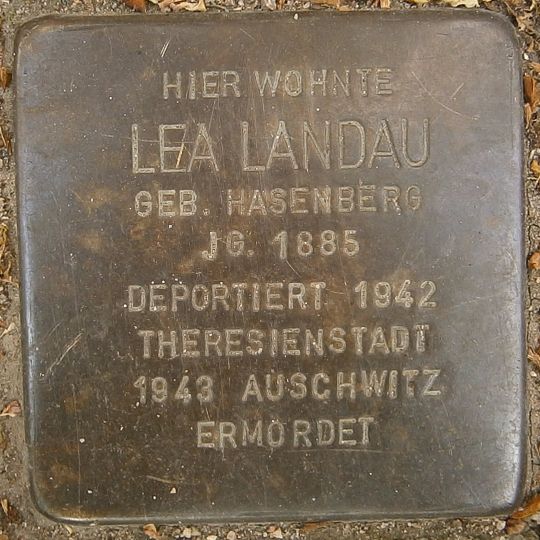 HIER WOHNTE
LEA LANDAU
GEB. HASENBERG
JG. 1885
DEPORTIERT 1942
THERESIENSTADT
1943 AUSCHWITZ
ERMORDET